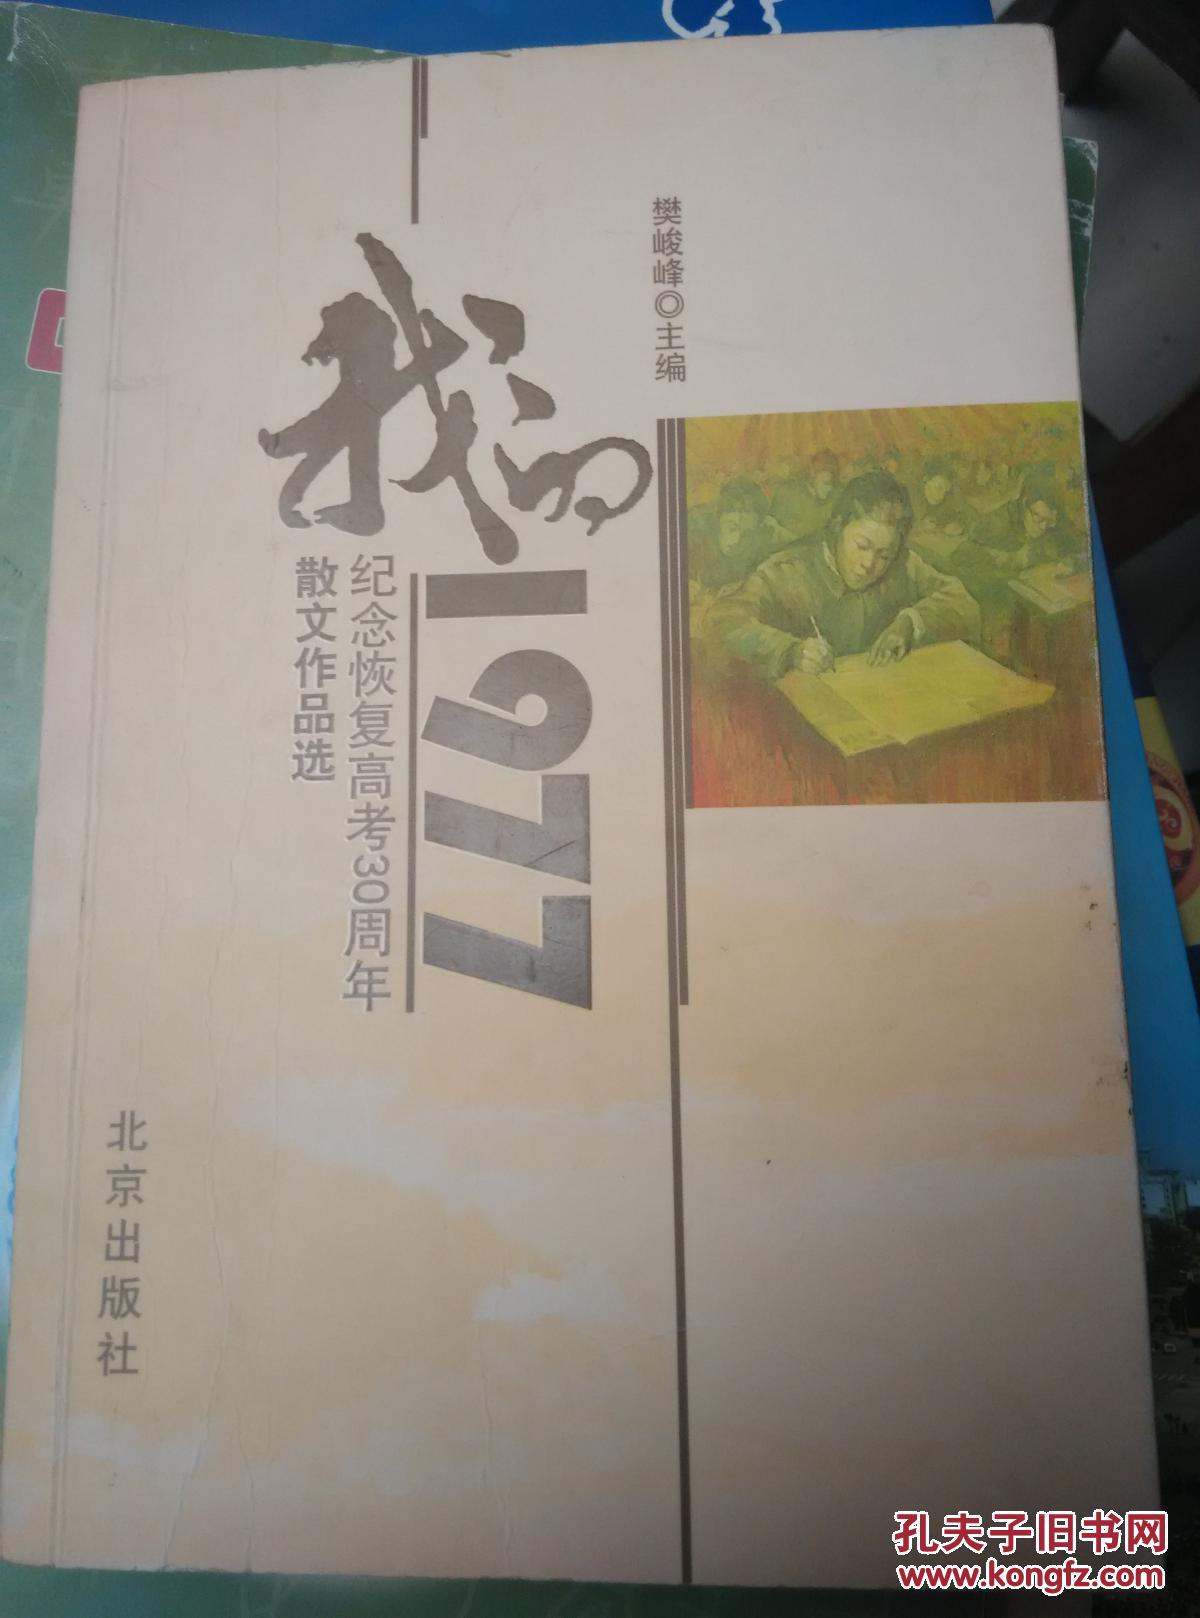 樊峻峰◎主编
我的
1977
纪念恢复高考30周年
散文作品选
北京出版社
孔夫子旧书网
www.kongfz.com